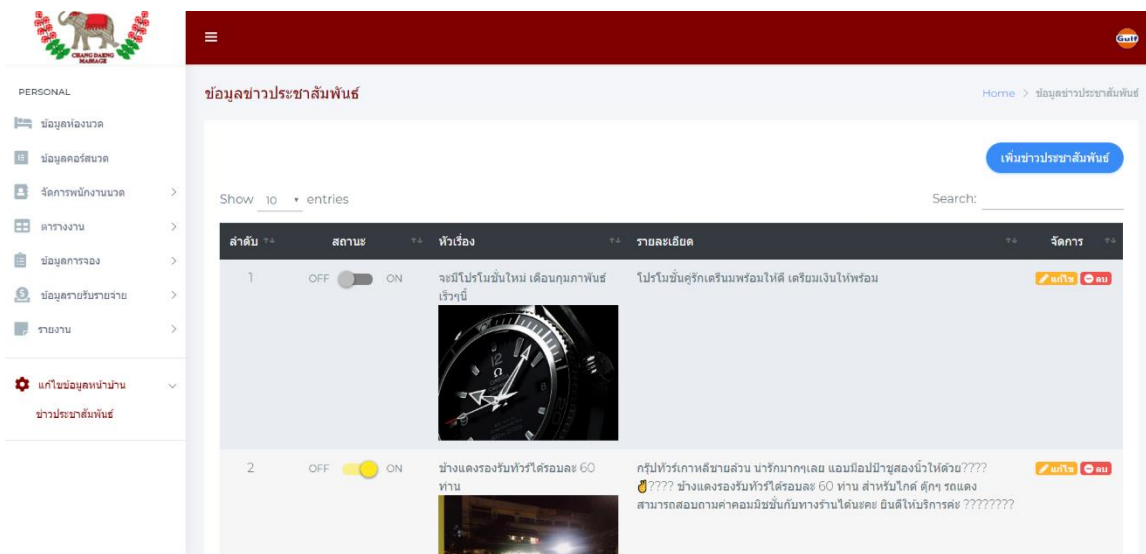 CHANG DAENG
MASSAGE
Gulf
PERSONAL
ข้อมูลข่าวประชาสัมพันธ์
Home > ข้อมูลข่าวประชาสัมพันธ์
ข้อมูลห้องนวด
ข้อมูลคอร์สนวด
จัดการพนักงานนวด
ตารางงาน
ข้อมูลการจอง
ข้อมูลรายรับรายจ่าย
รายงาน
แก้ไขข้อมูลหน้าบ้าน
ข่าวประชาสัมพันธ์
เพิ่มข่าวประชาสัมพันธ์
Show 10 entries
Search:
ลำดับ สถานะ หัวเรื่อง รายละเอียด จัดการ
1 OFF ON จะมีโปรโมชั่นใหม่ เดือนกุมภาพันธ์ โปรโมชั่นคู่รักเตรียมพร้อมให้ดี เตรียมเงินให้พร้อม แก้ไข ลบ
เร็วๆนี้
12
Ω
OMEGA
2 OFF ON ช้างแดงรองรับทัวร์ได้รอบละ 60 กรุ๊ปทัวร์เกาหลีชายล้วน น่ารักมากๆเลย แอบมีอปป้าชูสองนิ้วให้ด้วย???? แก้ไข ลบ
ท่าน ✌???? ช้างแดงรองรับทัวร์ได้รอบละ 60 ท่าน สำหรับไกด์ ตุ๊กๆ รถแดง
สามารถสอบถามค่าคอมมิชชั่นกับทางร้านได้นะคะ ยินดีให้บริการค่ะ ????????